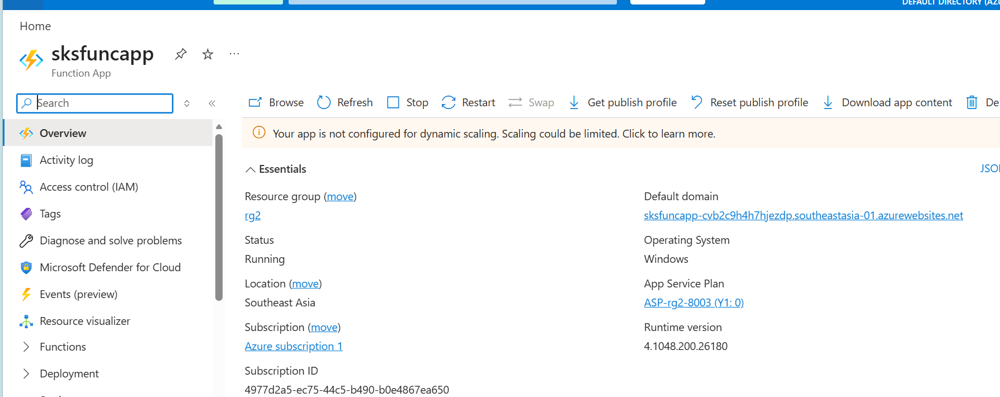 DEFAULT DIRECTORY (AZU
Home
sksfuncapp
Function App
Search
Browse Refresh Stop Restart Swap Get publish profile Reset publish profile Download app content De
Overview
Your app is not configured for dynamic scaling. Scaling could be limited. Click to learn more.
Activity log
Access control (IAM)
Tags
Diagnose and solve problems
Microsoft Defender for Cloud
Events (preview)
Resource visualizer
Functions
Deployment
Essentials
JSO
Resource group (move)
rg2
Status
Running
Location (move)
Southeast Asia
Subscription (move)
Azure subscription 1
Subscription ID
4977d2a5-ec75-44c5-b490-b0e4867ea650
Default domain
sksfuncapp-cvb2c9h4h7hjezdp.southeastasia-01.azurewebsites.net
Operating System
Windows
App Service Plan
ASP-rg2-8003 (Y1: 0)
Runtime version
4.1048.200.26180